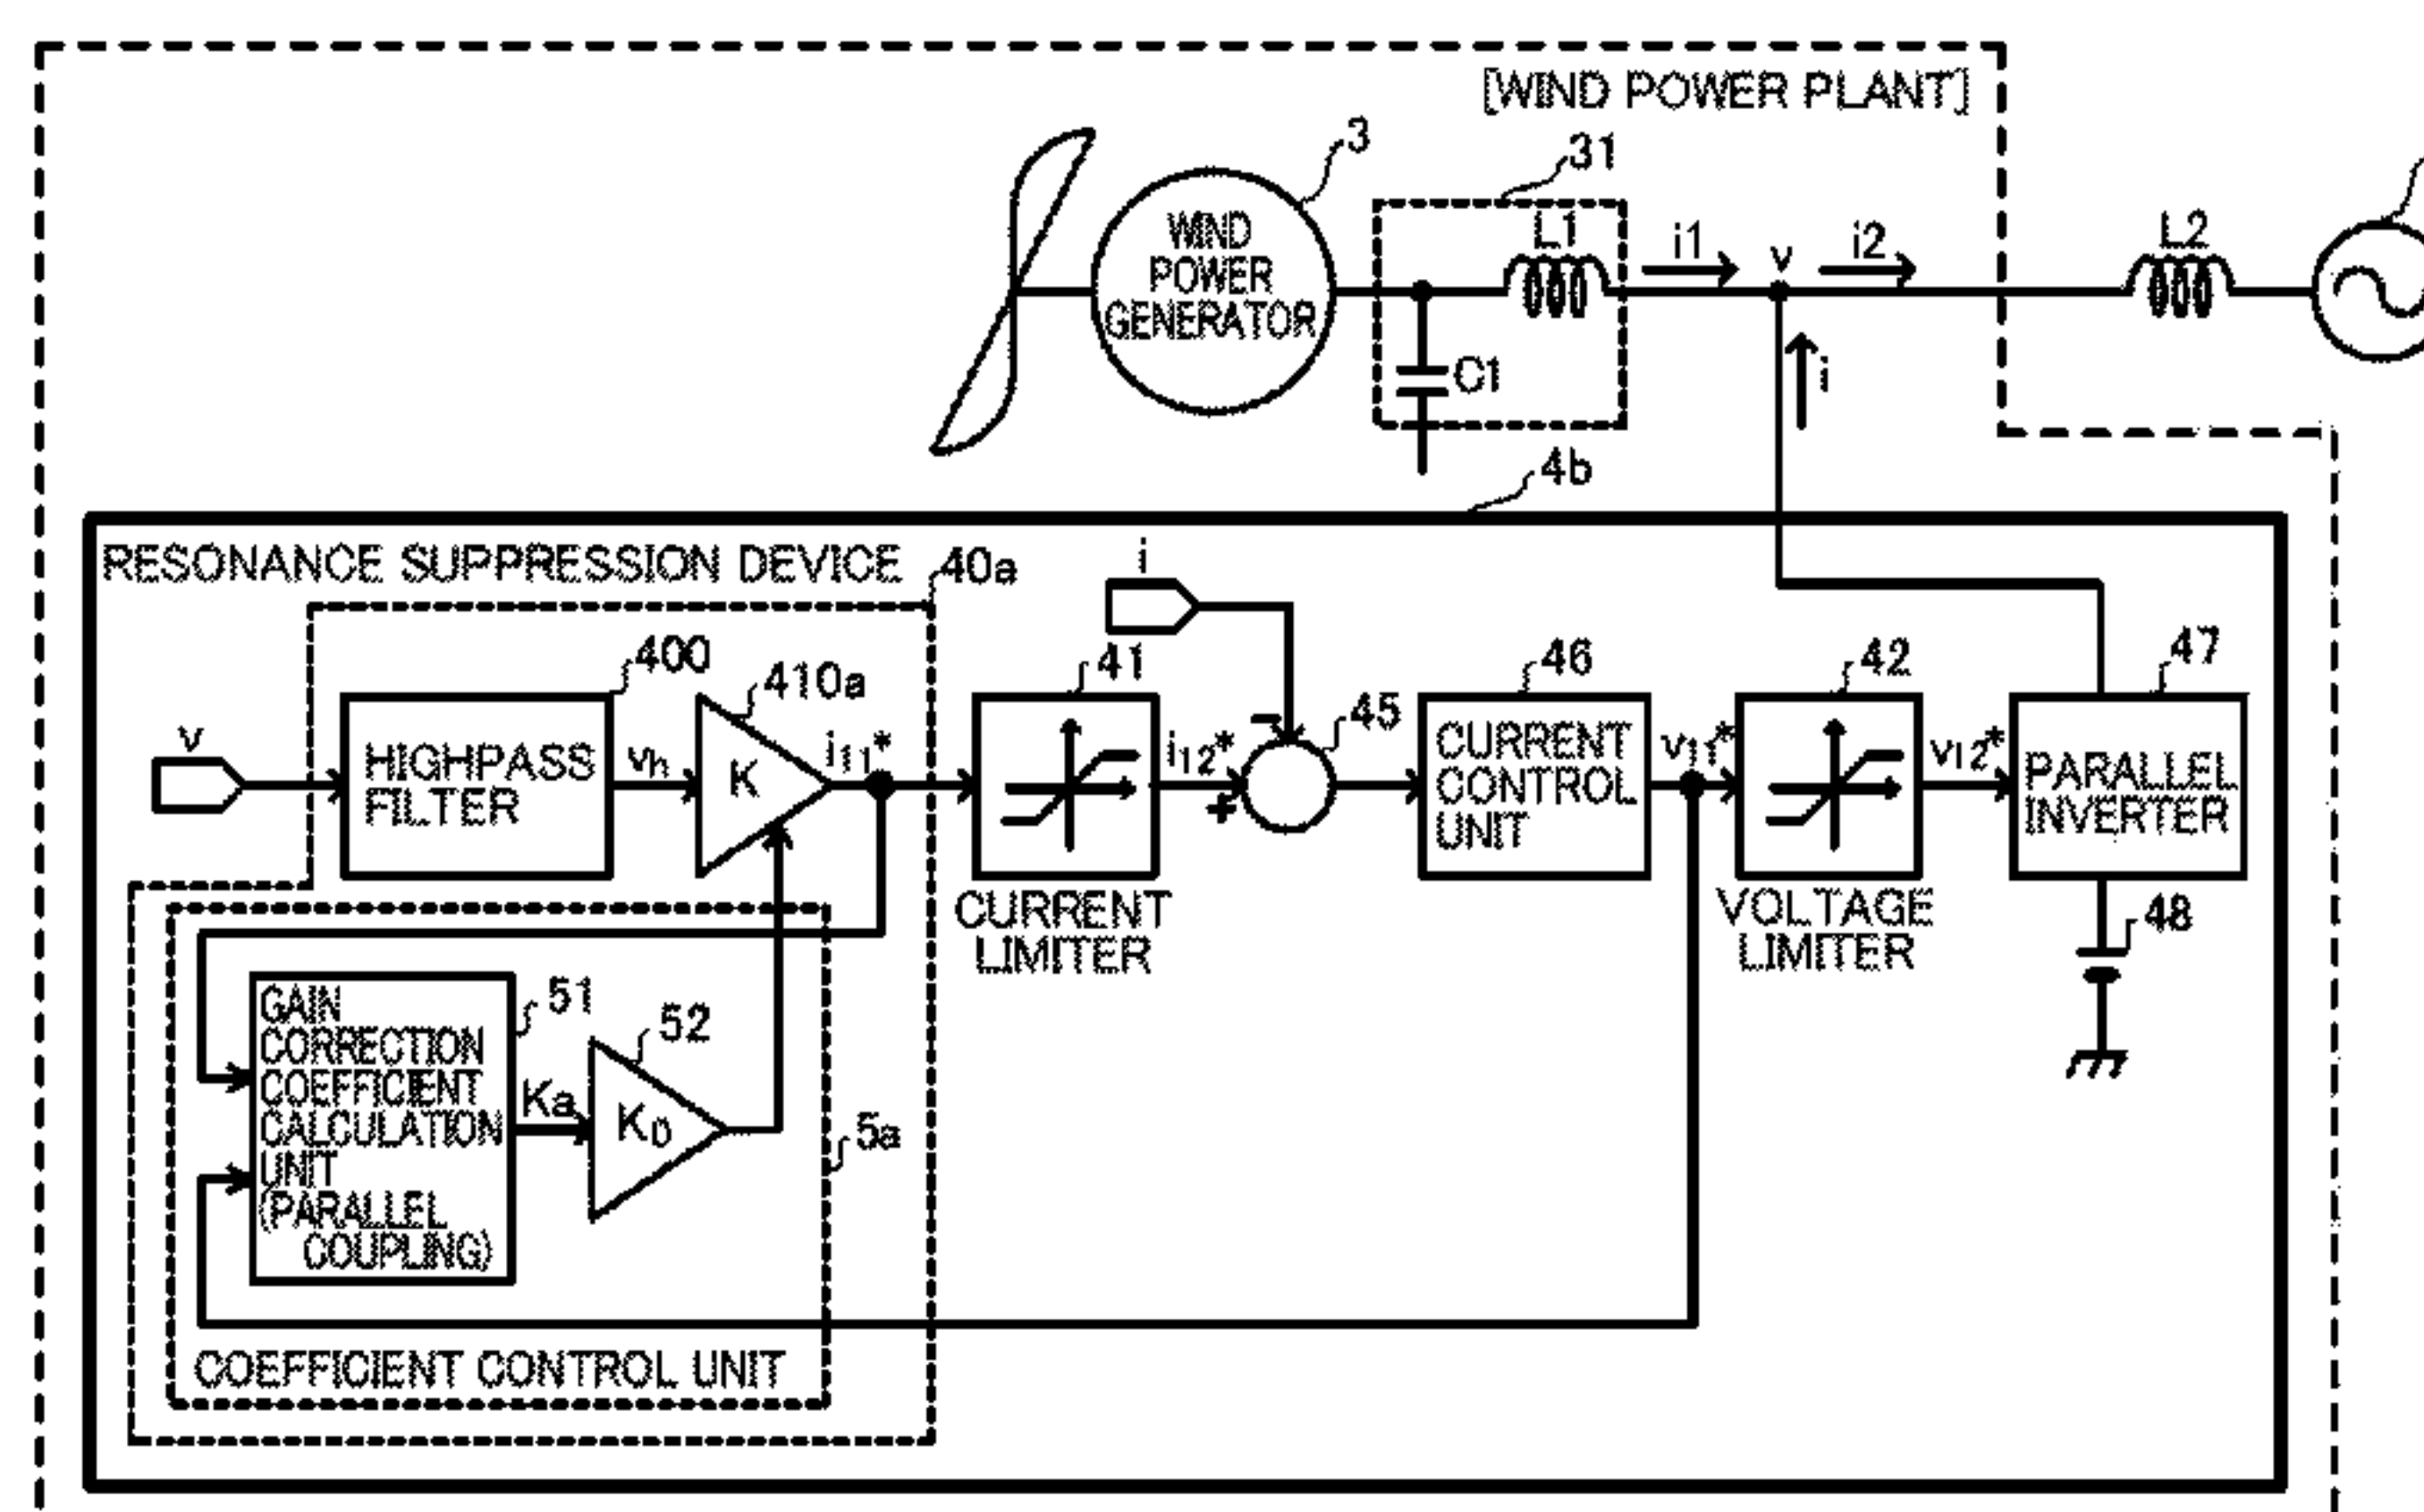 [WIND POWER PLANT]
3
31
WIND
POWER
GENERATOR
L1
i1
v
i2
L2
C1
i
4b
RESONANCE SUPPRESSION DEVICE
40a
i
400
410a
41
45
46
42
47
v
HIGHPASS
FILTER
vh
K
i11*
i12*
−
+
CURRENT
CONTROL
UNIT
v11*
v12*
PARALLEL
INVERTER
CURRENT
LIMITER
VOLTAGE
LIMITER
48
GAIN
CORRECTION
COEFFICIENT
CALCULATION
UNIT
(PARALLEL
COUPLING)
51
Ka
52
K0
5a
COEFFICIENT CONTROL UNIT